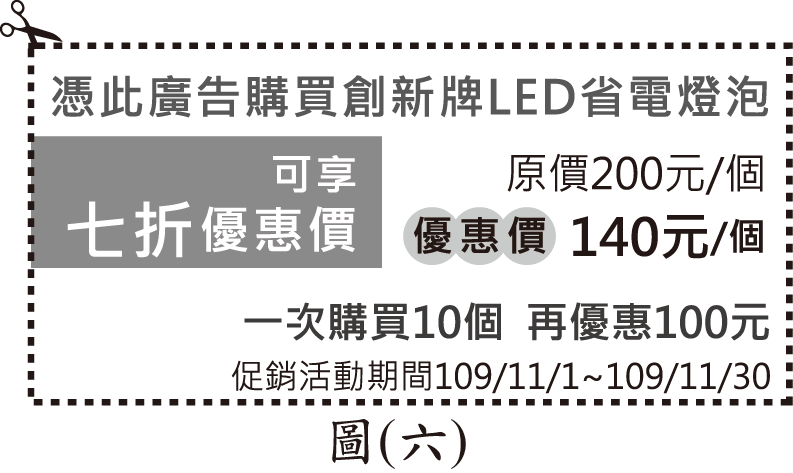 憑此廣告購買創新牌LED省電燈泡
可享
七折優惠價
原價200元/個
優惠價 140元/個
一次購買10個 再優惠100元
促銷活動期間109/11/1~109/11/30
圖(六)